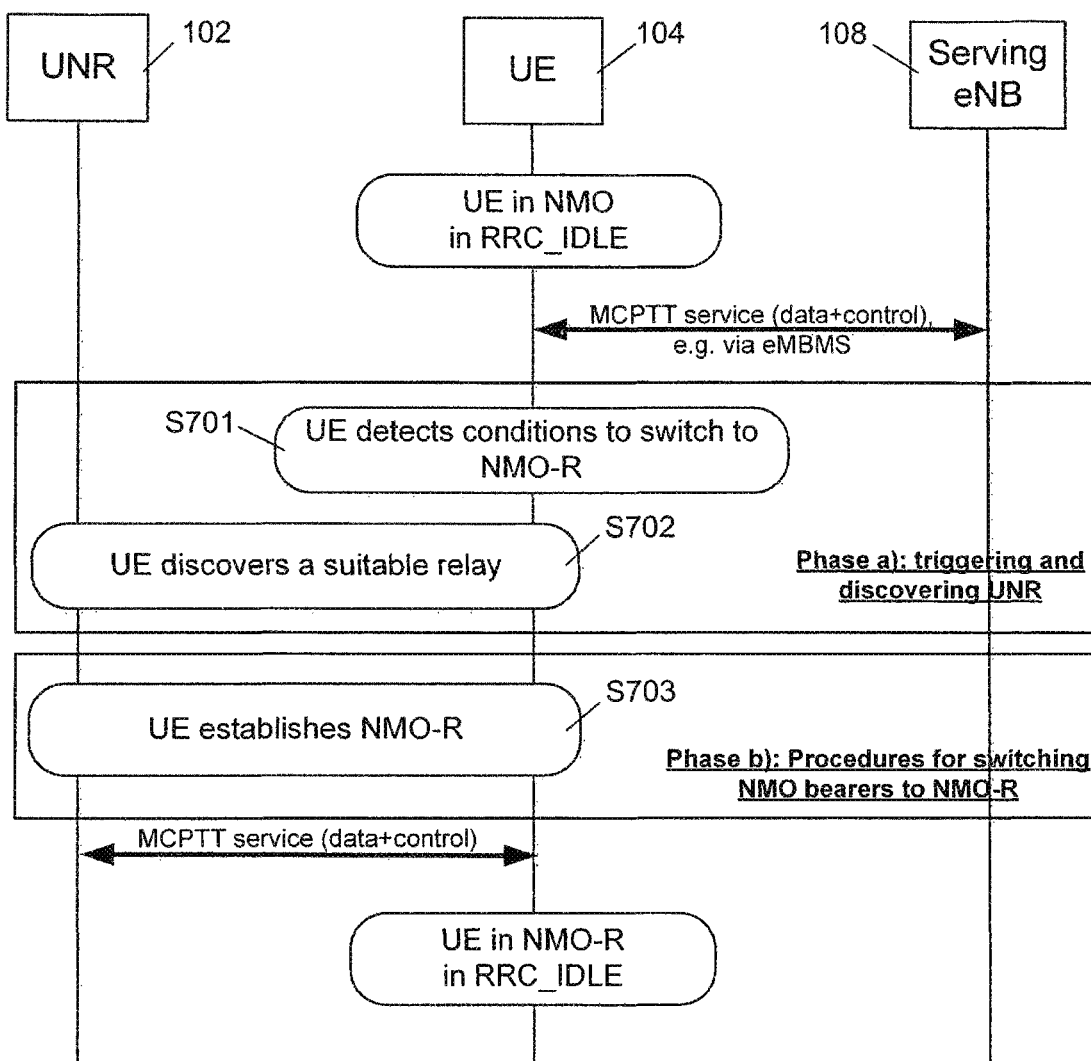 UNR
102
UE
104
108
Serving
eNB
UE in NMO
in RRC_IDLE
MCPTT service (data+control),
e.g. via eMBMS
S701
UE detects conditions to switch to
NMO-R
S702
UE discovers a suitable relay
Phase a): triggering and
discovering UNR
S703
UE establishes NMO-R
Phase b): Procedures for switching
NMO bearers to NMO-R
MCPTT service (data+control)
UE in NMO-R
in RRC_IDLE